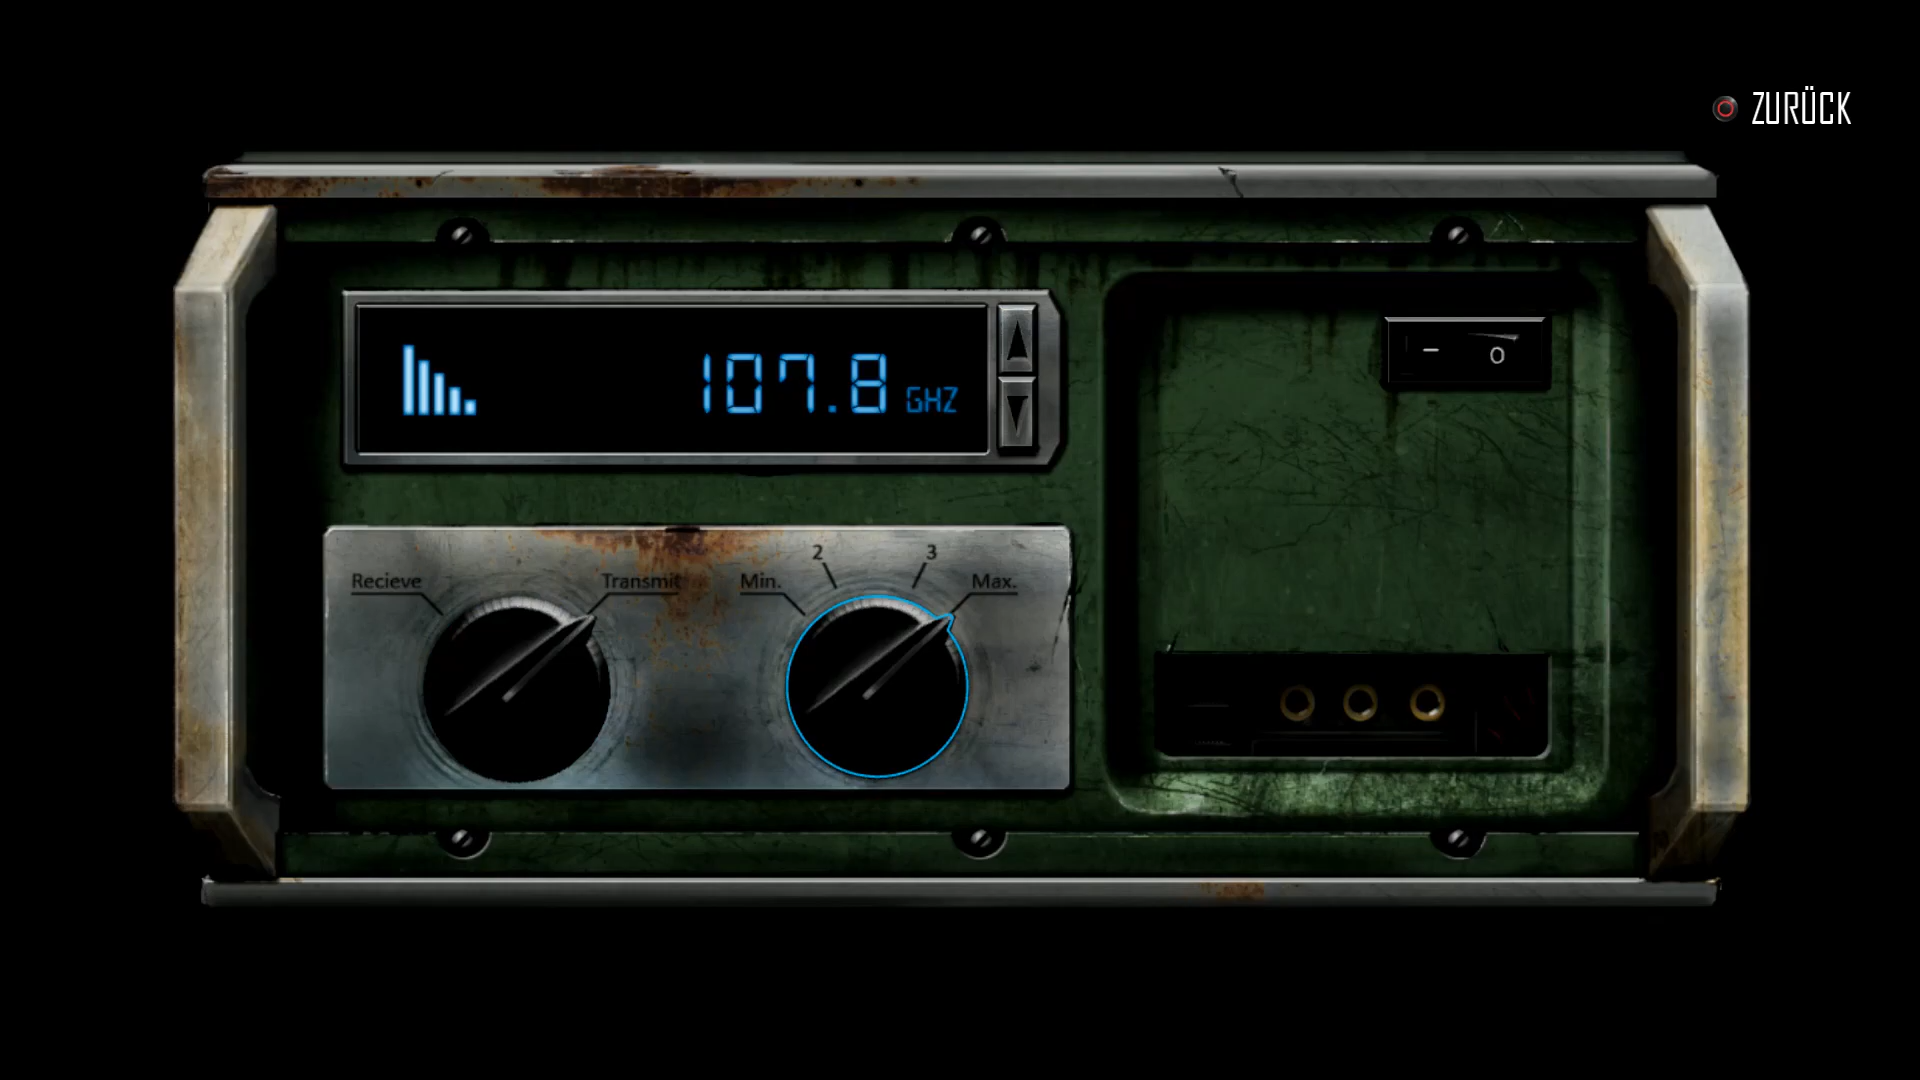 ZURÜCK
107.8 GHZ
- O
2 3
Recieve Transmit Min. Max.